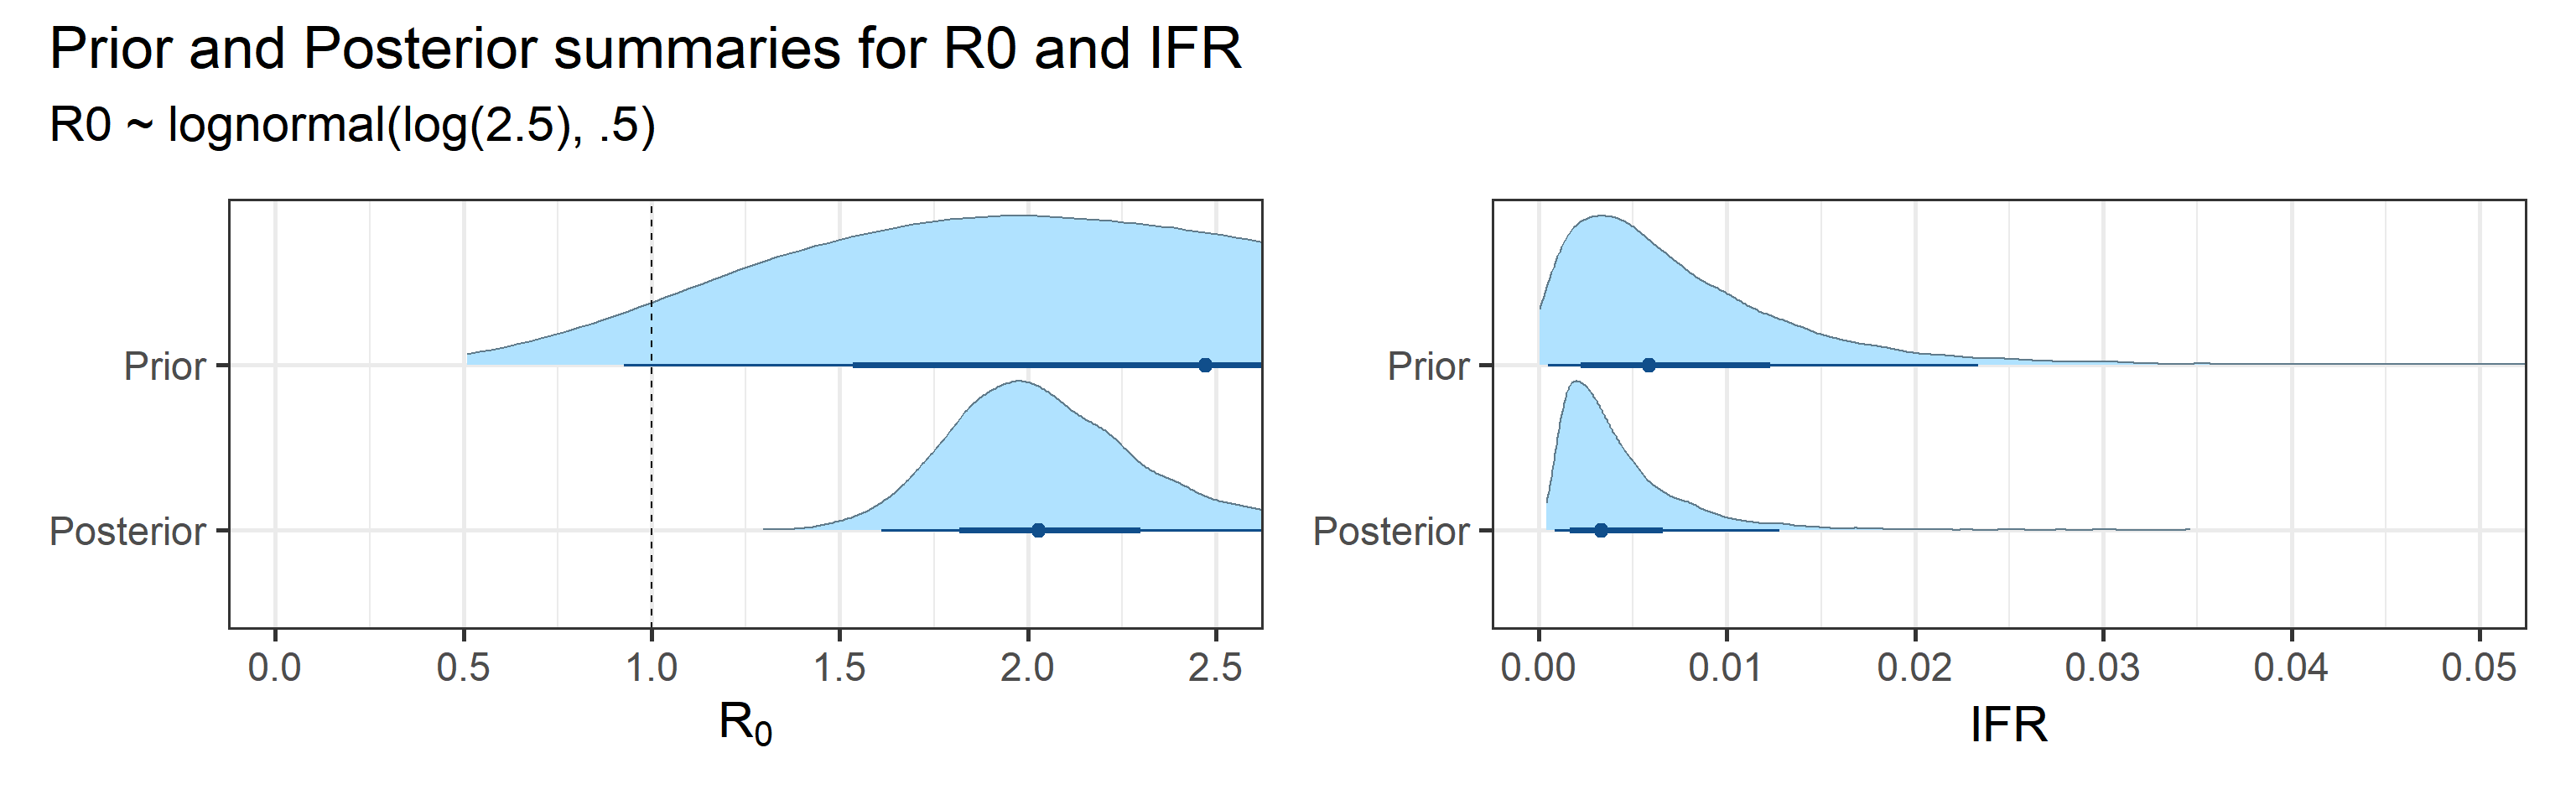 Prior and Posterior summaries for R0 and IFR
R0 ~ lognormal(log(2.5), .5)
Prior
Posterior
0.0 0.5 1.0 1.5 2.0 2.5
R₀
Prior
Posterior
0.00 0.01 0.02 0.03 0.04 0.05
IFR